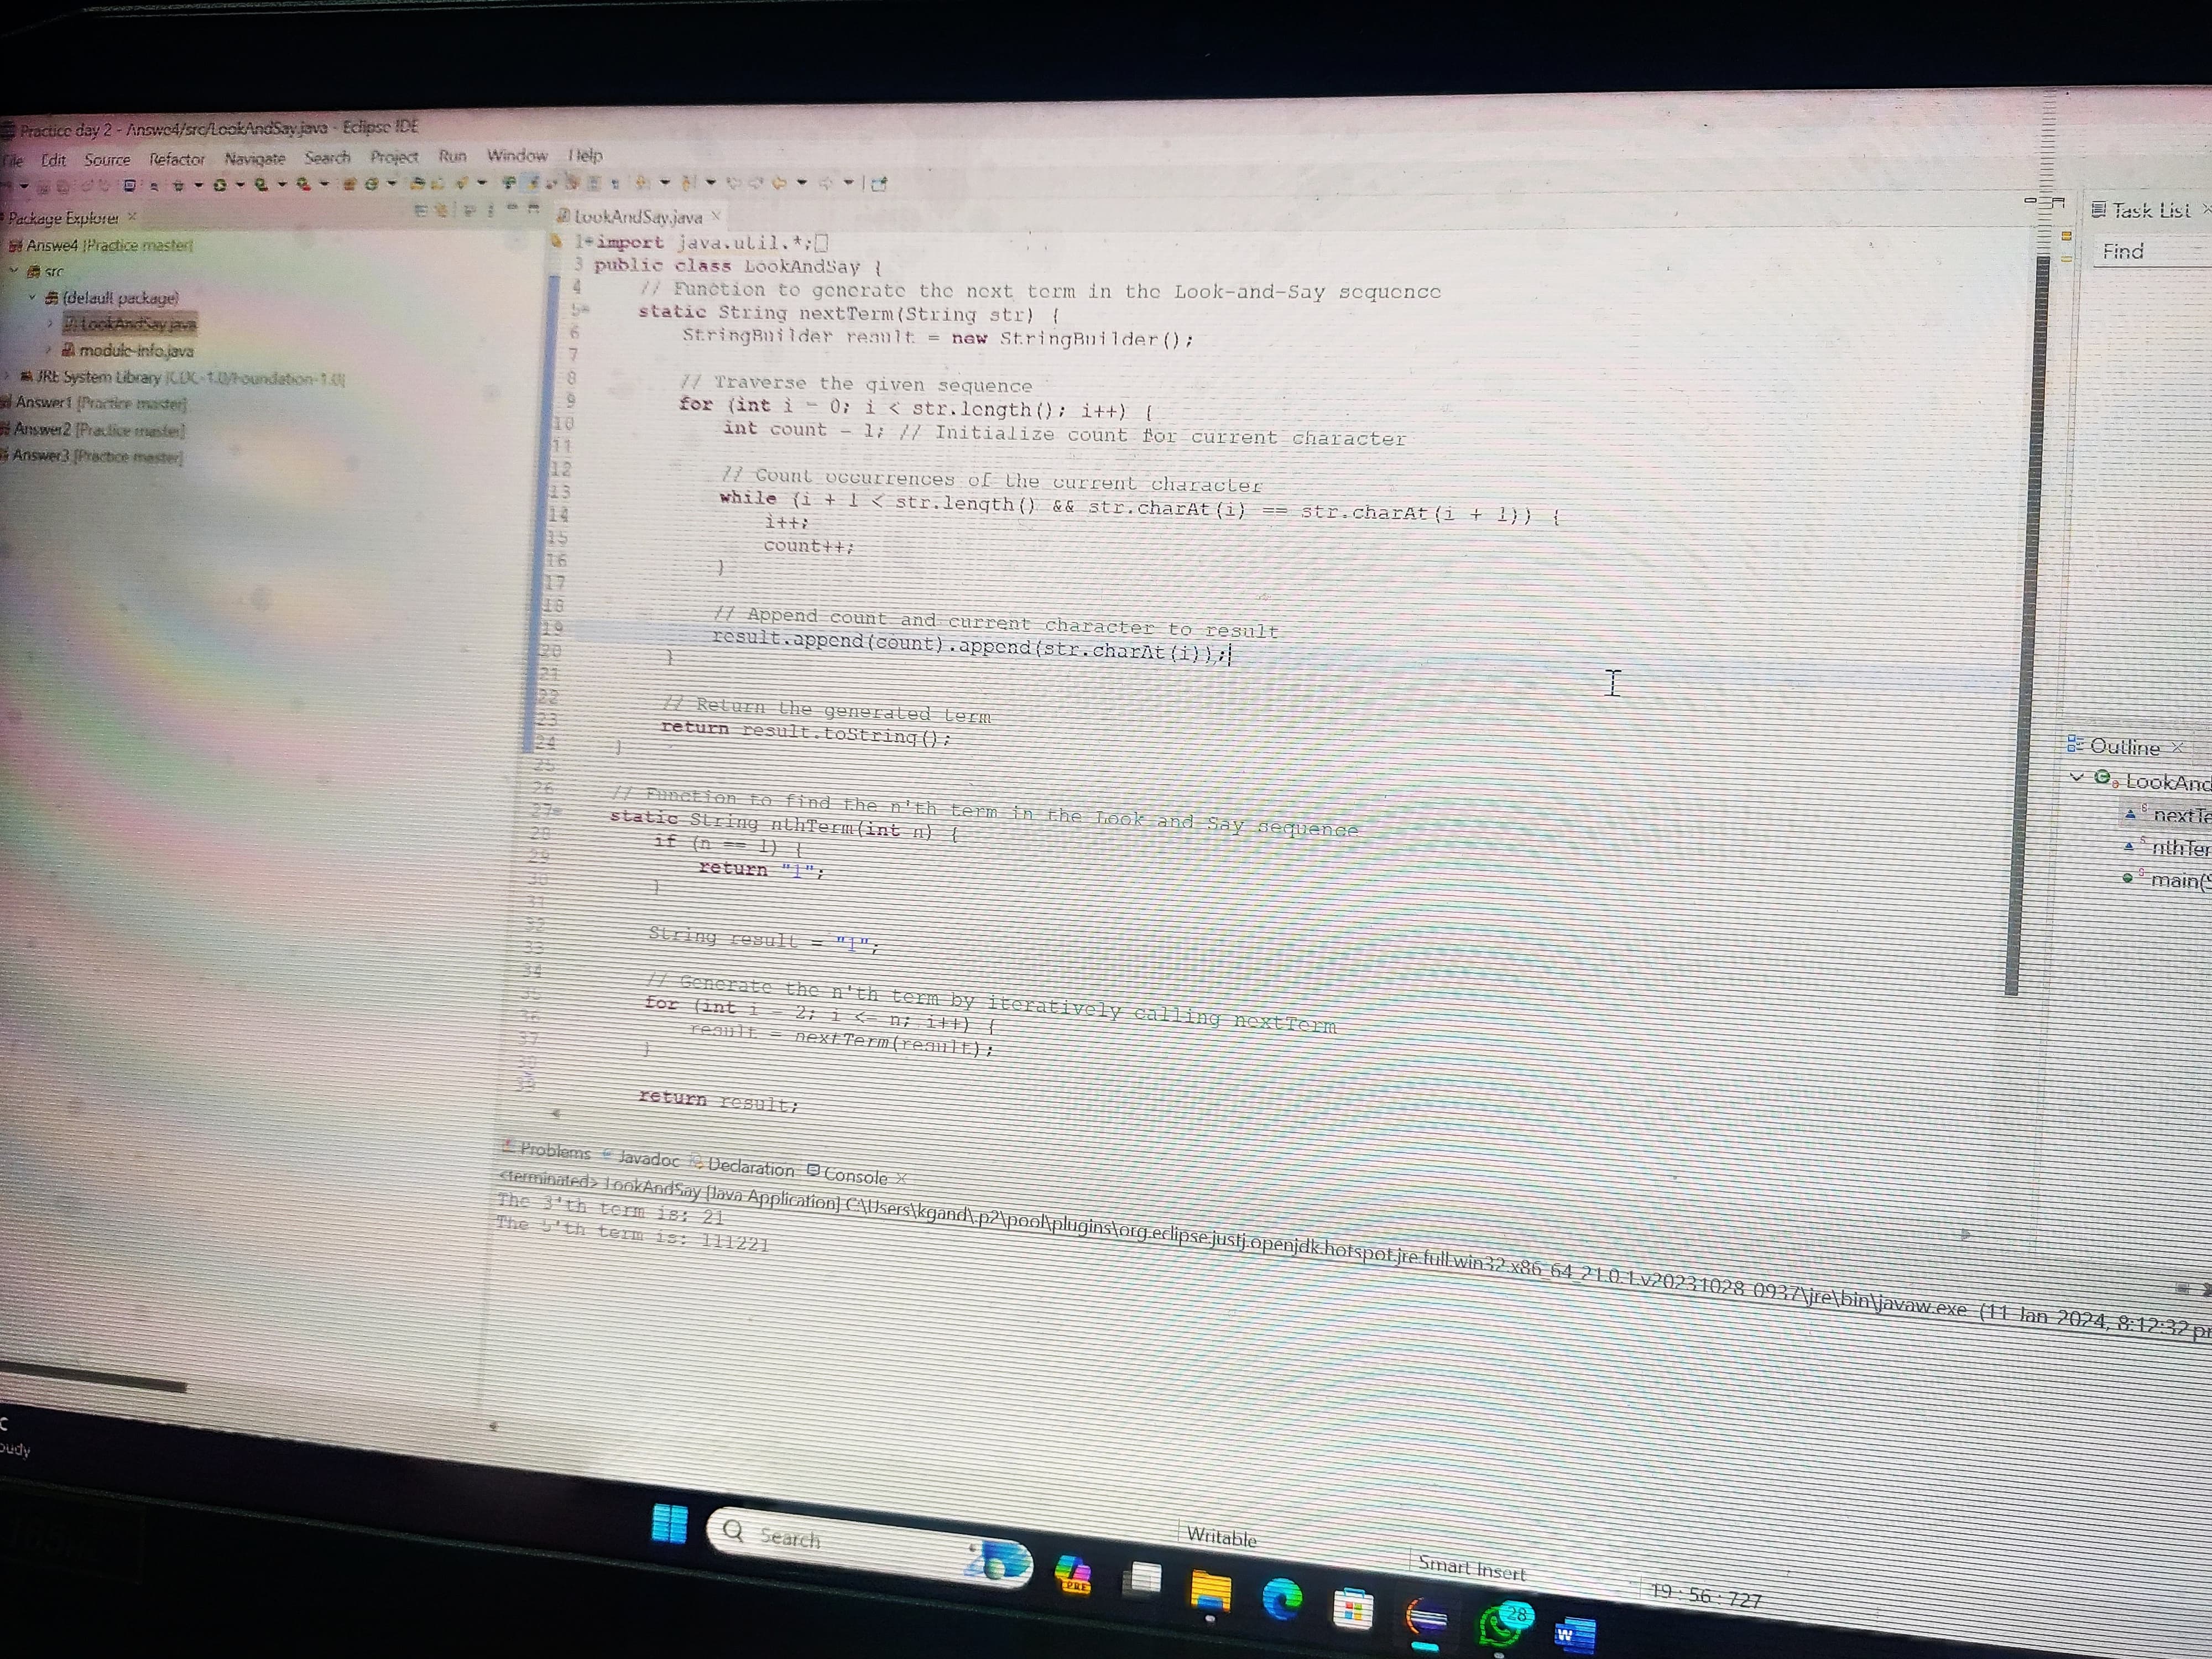 Practice day 2 - Answe4/src/LookAndSay.java - Eclipse IDE
File Edit Source Refactor Navigate Search Project Run Window Help
Package Explorer
Answe4 [Practice master]
src
(default package)
LookAndSay.java
module-info.java
JRE System Library [CDC-1.0/Foundation-1.0]
Answer1 [Practice master]
Answer2 [Practice master]
Answer3 [Practice master]
LookAndSay.java
1 import java.util.*;
3 public class LookAndSay {
4 // Function to generate the next term in the Look-and-Say sequence
5 static String nextTerm(String str) {
6 StringBuilder result = new StringBuilder();
7
8 // Traverse the given sequence
9 for (int i = 0; i < str.length(); i++) {
10 int count = 1; // Initialize count for current character
11
12 // Count occurrences of the current character
13 while (i + 1 < str.length() && str.charAt(i) == str.charAt(i + 1)) {
14 i++;
15 count++;
16 }
17
18 // Append count and current character to result
19 result.append(count).append(str.charAt(i));
20 }
21
22 // Return the generated term
23 return result.toString();
24 }
25
26 // Function to find the n'th term in the Look and Say sequence
27 static String nthTerm(int n) {
28 if (n == 1) {
29 return "1";
30 }
31
32 String result = "1";
33
34 // Generate the n'th term by iteratively calling nextTerm
35 for (int i = 2; i <= n; i++) {
36 result = nextTerm(result);
37 }
38
39 return result;
Problems Javadoc Declaration Console
<terminated> LookAndSay [Java Application] C:\Users\kgand\.p2\pool\plugins\org.eclipse.justj.openjdk.hotspot.jre.full.win32.x86_64_21.0.1.v20231028-0937\jre\bin\javaw.exe (11 Jan 2024, 8:12:32 pm
The 3'th term is: 21
The 5'th term is: 111221
Task List
Find
Outline
LookAnd
nextTe
nthTer
main(S
Writable
Smart Insert
19 : 56 : 727
Search
PRE
28
W